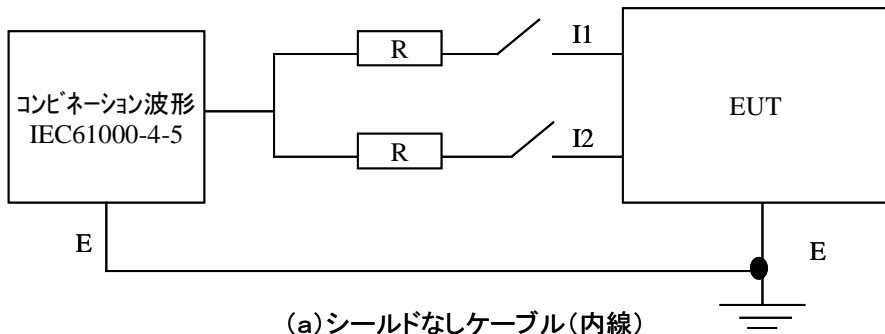 コンビネーション波形
IEC61000-4-5
R
I1
R
I2
EUT
E
E
(a)シールドなしケーブル(内線)